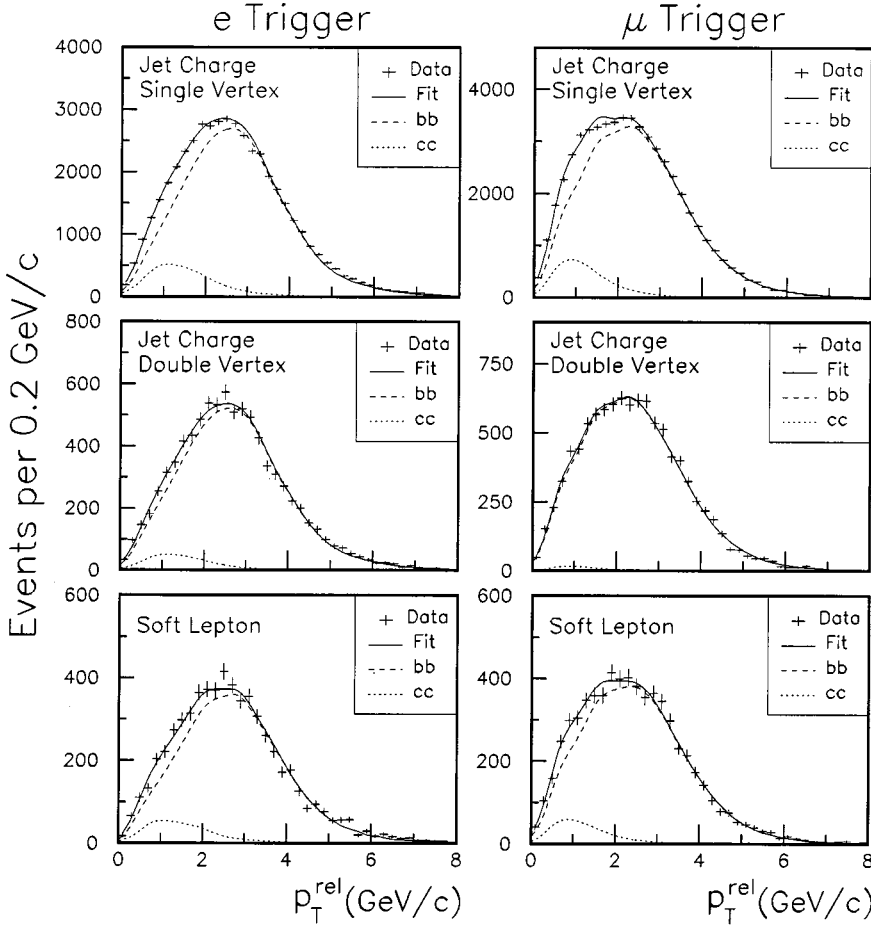 e Trigger
μ Trigger
Events per 0.2 GeV/c
Jet Charge
Single Vertex
Data
Fit
bb
cc
4000
3000
2000
1000
0
Jet Charge
Single Vertex
Data
Fit
bb
cc
4000
3000
0
Jet Charge
Double Vertex
Data
Fit
bb
cc
800
600
400
200
0
Jet Charge
Double Vertex
Data
Fit
bb
cc
750
500
250
0
Soft Lepton
Data
Fit
bb
cc
600
400
200
0
0 2 4 6 8
p_T^rel (GeV/c)
Soft Lepton
Data
Fit
bb
cc
600
400
200
0
0 2 4 6 8
p_T^rel (GeV/c)